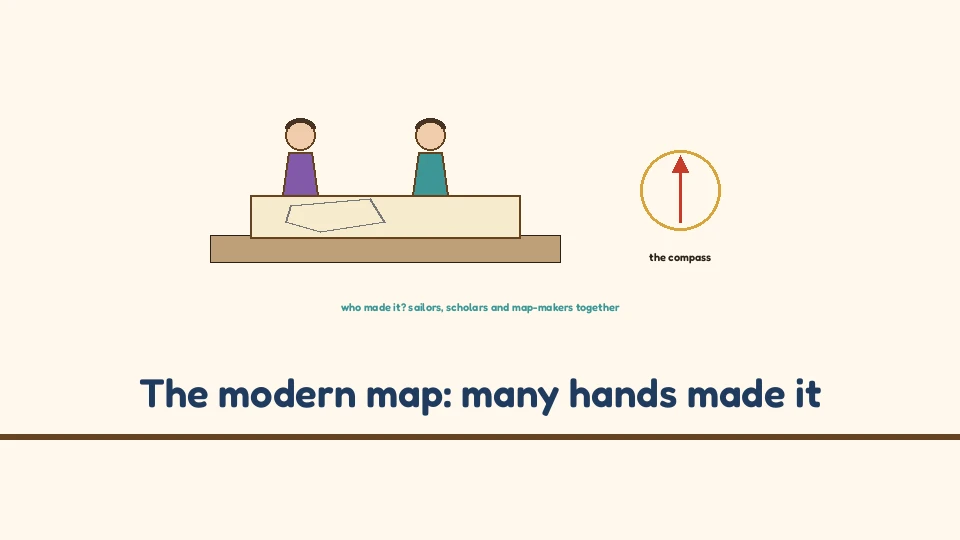 the compass
who made it? sailors, scholars and map-makers together
The modern map: many hands made it